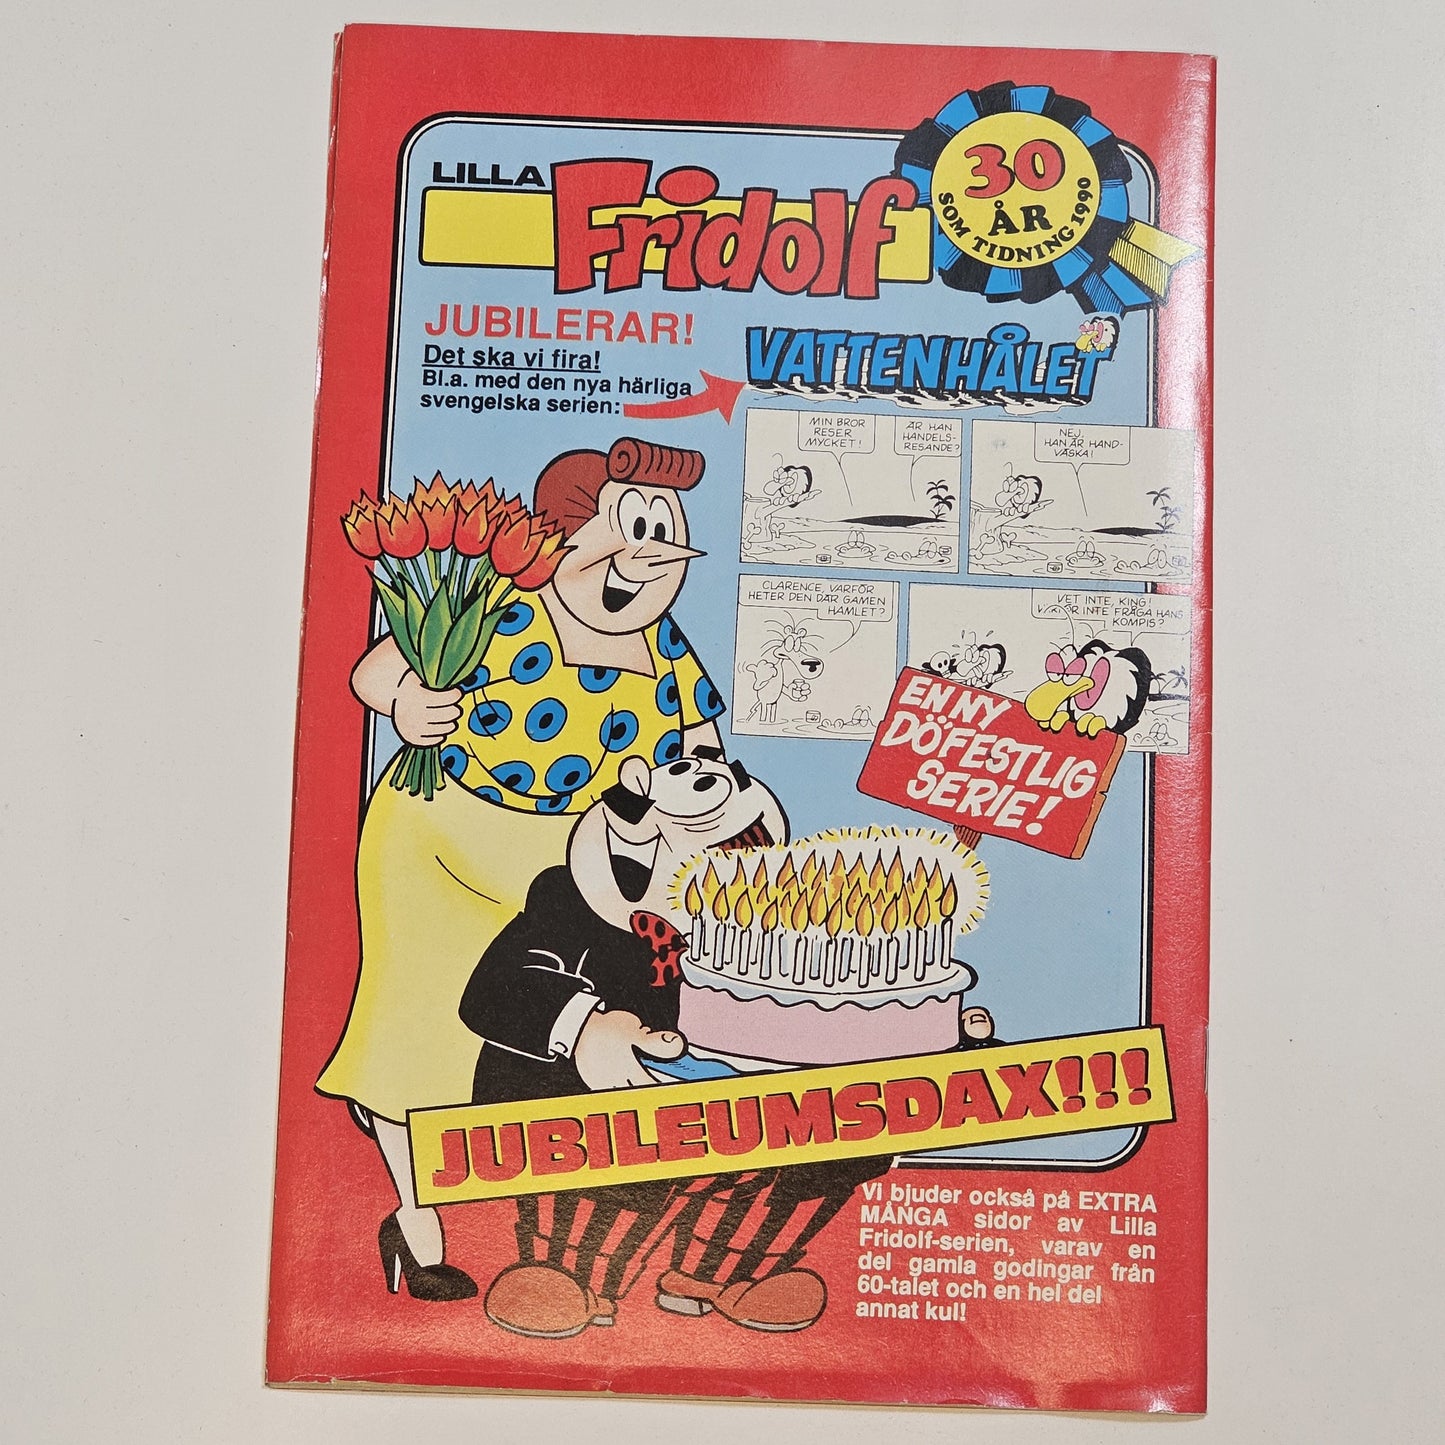 LILLA
Fridolf
30
ÅR
SOM TIDNING 1990
JUBILERAR!
Det ska vi fira!
Bl.a. med den nya härliga
svengelska serien:
VATTENHÅLET
MIN BROR
RESER
MYCKET!
ÄR HAN
HANDELS-
RESANDE?
NEJ,
HAN ÄR HAND-
VÄSKA!
CLARENCE, VARFÖR
HETER DEN DÄR GAMEN
HAMLET?
VET INTE, KING!
INTE FRÅGA HANS
KOMPIS?
EN NY
DÖFESTLIG
SERIE!
JUBILEUMSDAX!!!
Vi bjuder också på EXTRA
MÅNGA sidor av Lilla
Fridolf-serien, varav en
del gamla godingar från
60-talet och en hel del
annat kul!